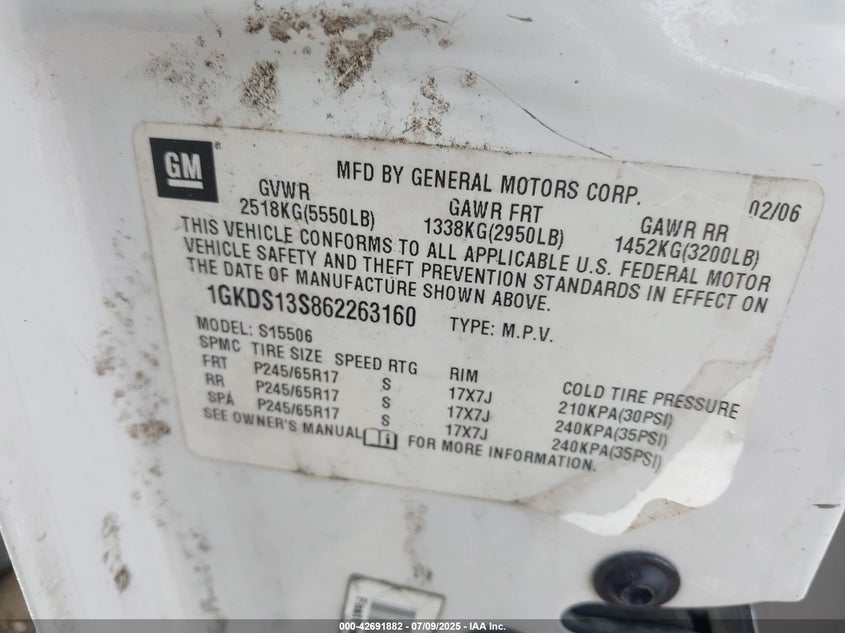 GM
MFD BY GENERAL MOTORS CORP.
02/06
GVWR GAWR FRT GAWR RR
2518KG(5550LB) 1338KG(2950LB) 1452KG(3200LB)
THIS VEHICLE CONFORMS TO ALL APPLICABLE U.S. FEDERAL MOTOR
VEHICLE SAFETY AND THEFT PREVENTION STANDARDS IN EFFECT ON
THE DATE OF MANUFACTURE SHOWN ABOVE.
1GKDS13S862263160 TYPE: M.P.V.
MODEL: S15506
SPMC TIRE SIZE SPEED RTG RIM COLD TIRE PRESSURE
FRT P245/65R17 S 17X7J 210KPA(30PSI)
RR P245/65R17 S 17X7J 240KPA(35PSI)
SPA P245/65R17 S 17X7J 240KPA(35PSI)
SEE OWNER'S MANUAL FOR MORE INFORMATION.
000-42691882 - 07/09/2025 - IAA Inc.